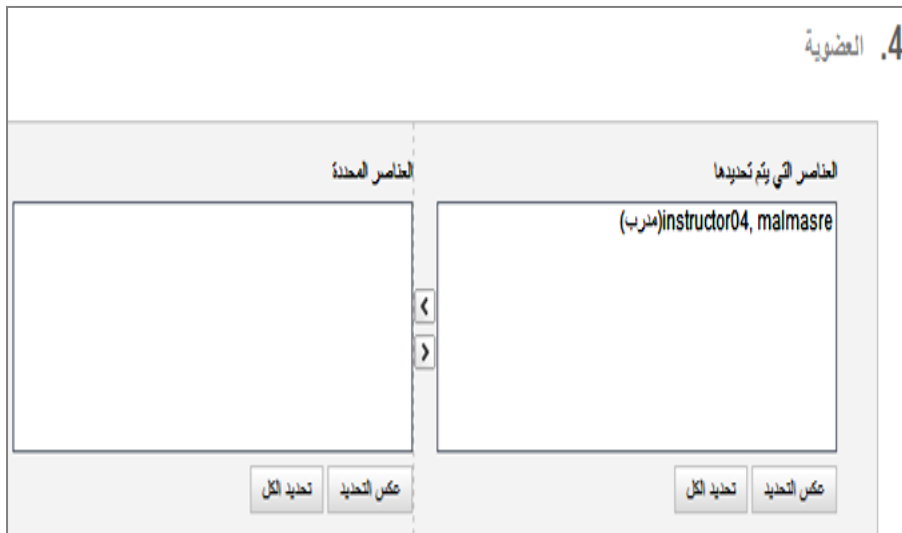 4. العضوية
العناصر التي يتم تحديدها
instructor04, malmasre(مدرب)
عكس التحديد
تحديد الكل
العناصر المحددة
عكس التحديد
تحديد الكل